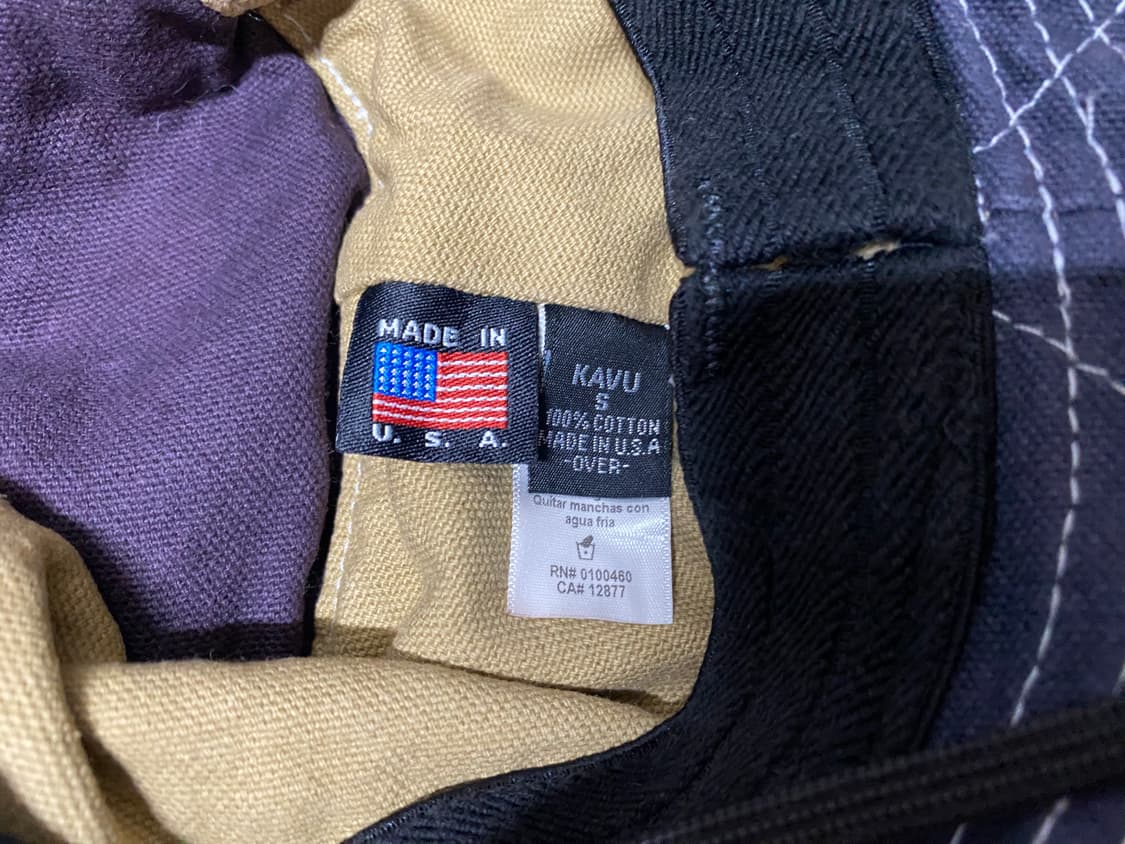 MADE IN
U. S. A.
KAVU
S
100% COTTON
MADE IN U.S.A
-OVER-
Quitar manchas con
agua fria
RN# 0100460
CA# 12877